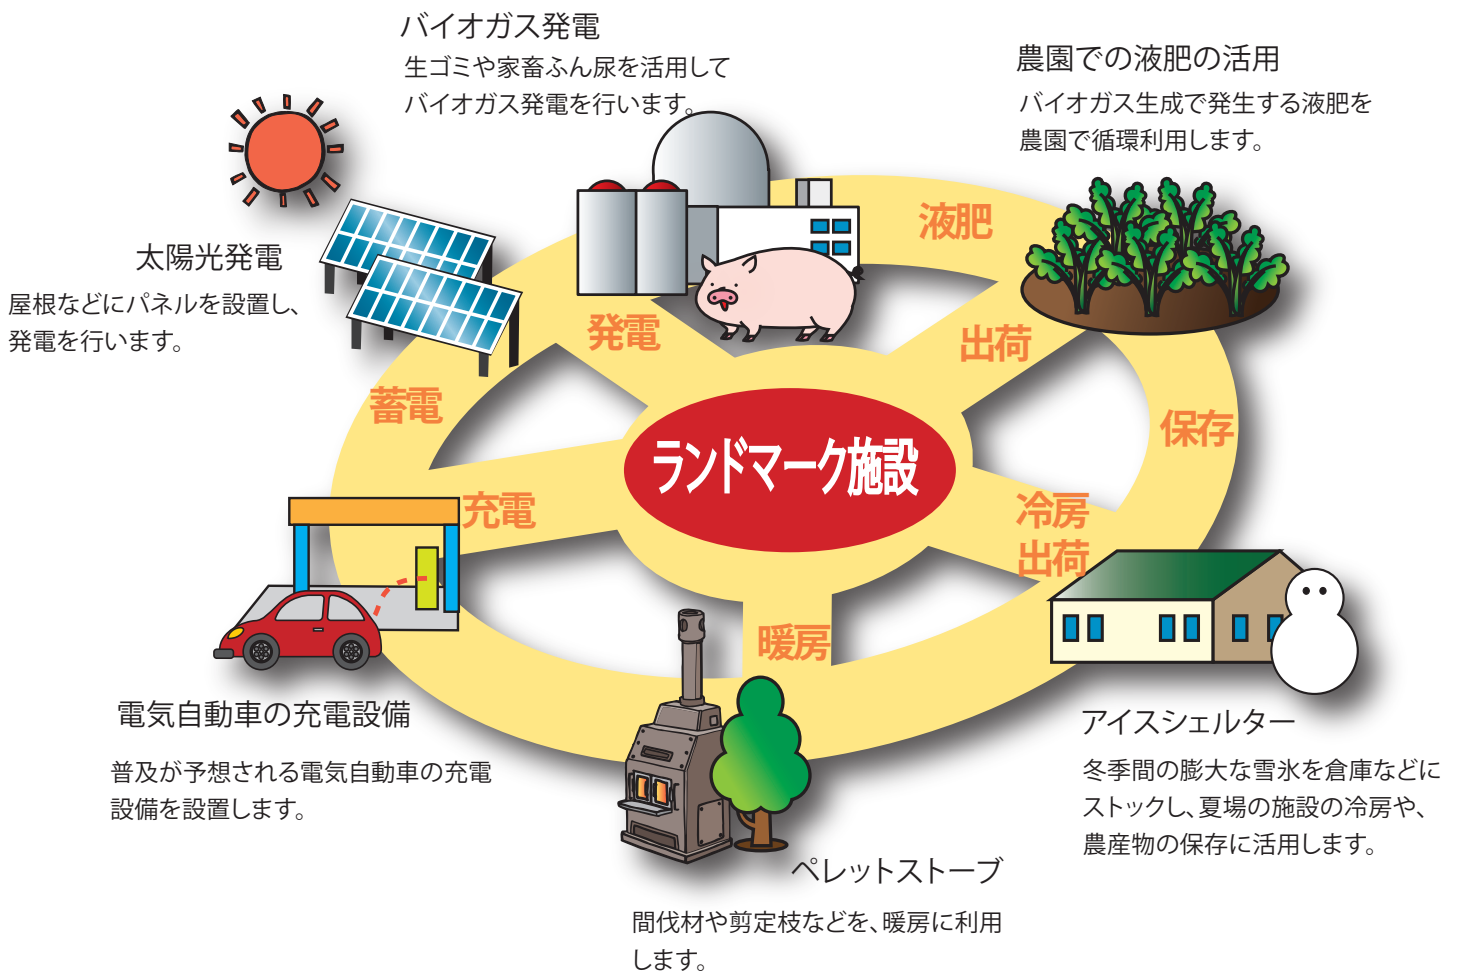 バイオガス発電
生ゴミや家畜ふん尿を活用して
バイオガス発電を行います。
農園での液肥の活用
バイオガス生成で発生する液肥を
農園で循環利用します。
太陽光発電
屋根などにパネルを設置し、
発電を行います。
液肥
発電
出荷
蓄電
保存
ランドマーク施設
充電
冷房
出荷
暖房
電気自動車の充電設備
普及が予想される電気自動車の充電
設備を設置します。
アイスシェルター
冬季間の膨大な雪氷を倉庫などに
ストックし、夏場の施設の冷房や、
農産物の保存に活用します。
ペレットストーブ
間伐材や剪定枝などを、暖房に利用
します。